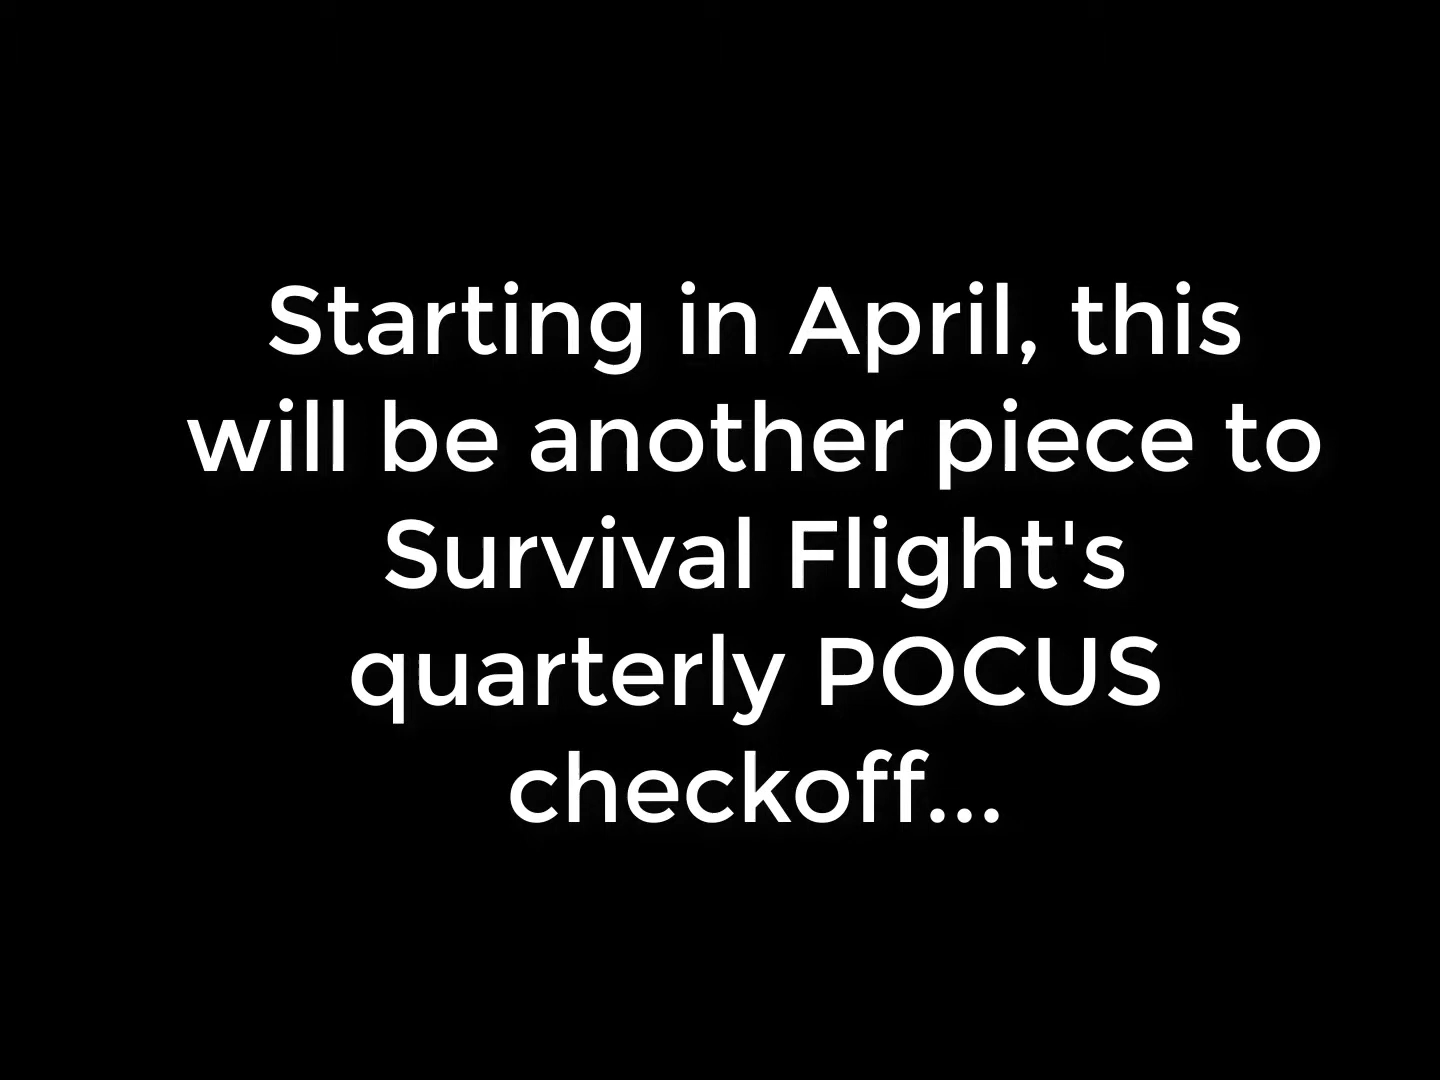 Starting in April, this
will be another piece to
Survival Flight's
quarterly POCUS
checkoff...